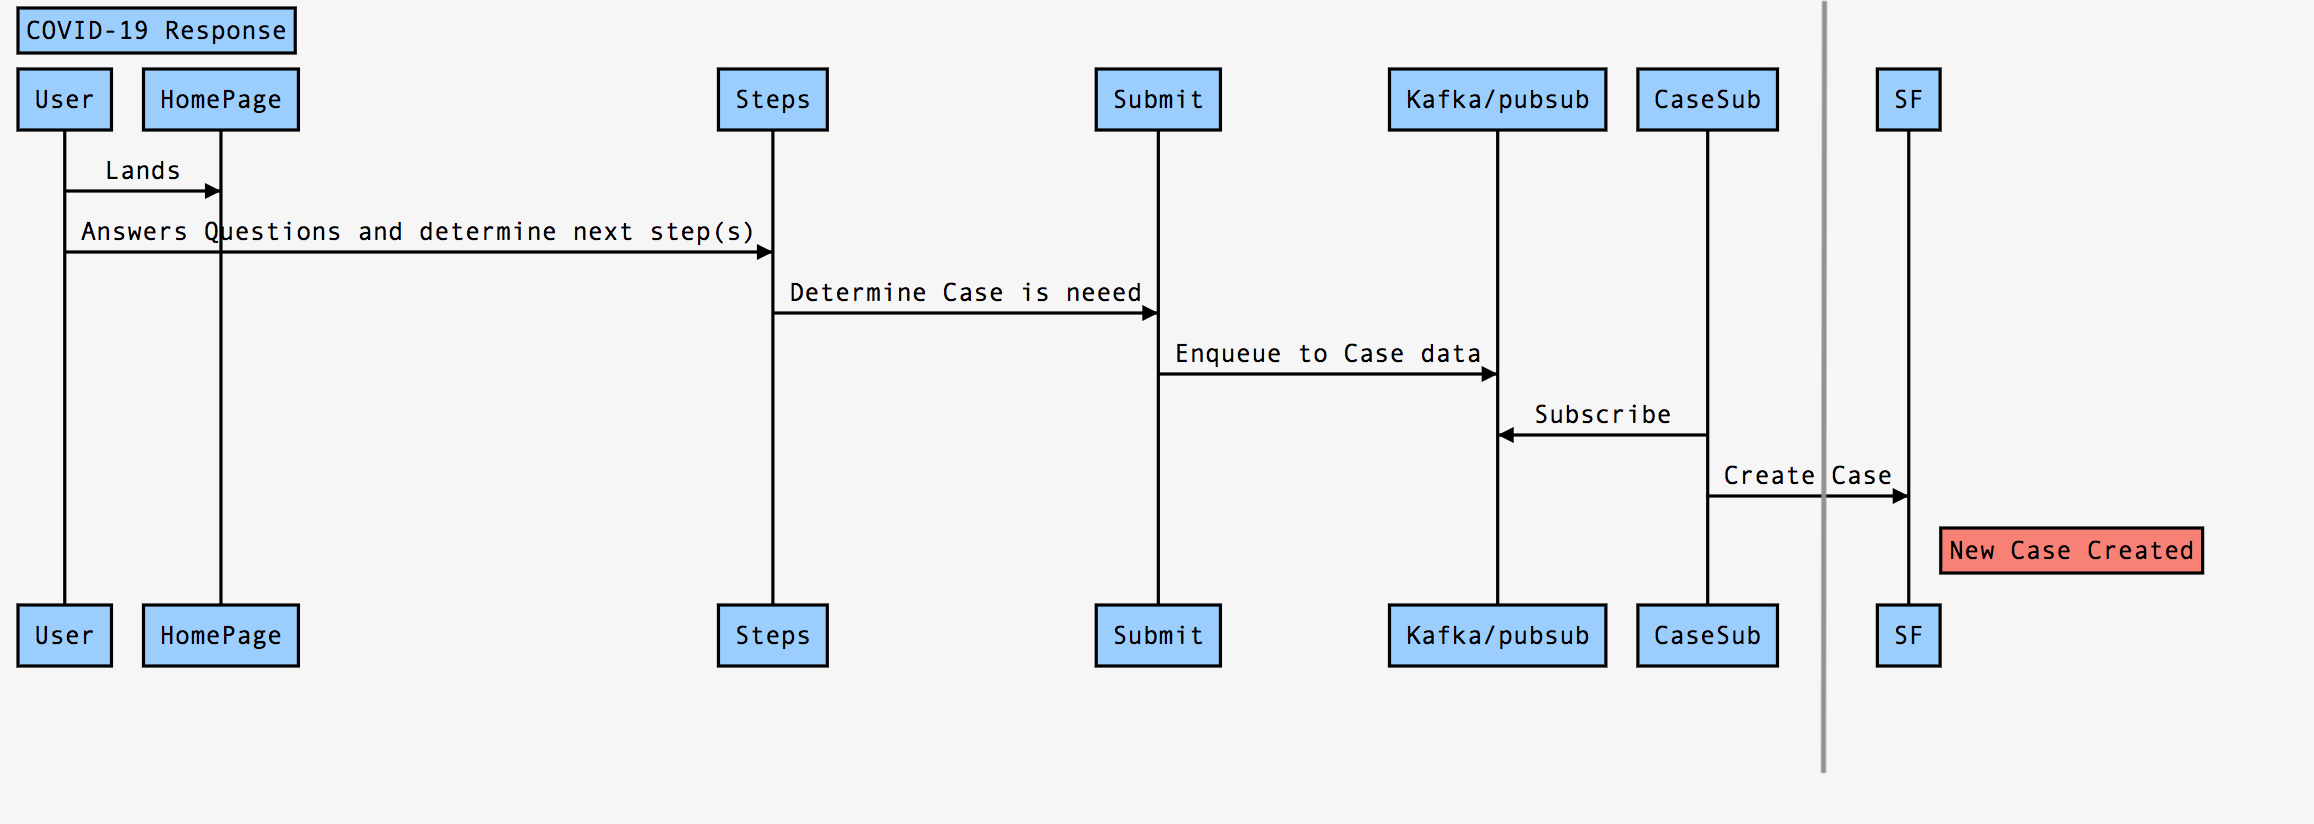 COVID-19 Response
User
HomePage
Steps
Submit
Kafka/pubsub
CaseSub
SF
Lands
Answers Questions and determine next step(s)
Determine Case is neeed
Enqueue to Case data
Subscribe
Create Case
New Case Created
User
HomePage
Steps
Submit
Kafka/pubsub
CaseSub
SF